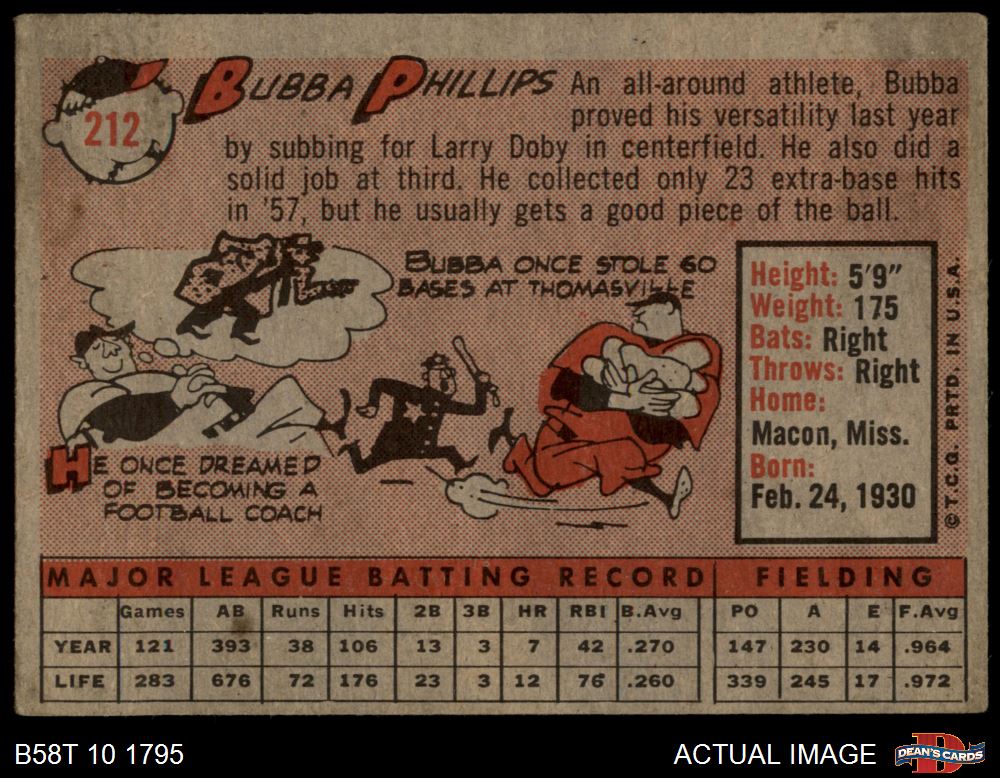 212
BUBBA PHILLIPS
An all-around athlete, Bubba
proved his versatility last year
by subbing for Larry Doby in centerfield. He also did a
solid job at third. He collected only 23 extra-base hits
in '57, but he usually gets a good piece of the ball.
BUBBA ONCE STOLE 60
BASES AT THOMASVILLE
HE ONCE DREAMED
OF BECOMING A
FOOTBALL COACH
Height: 5'9"
Weight: 175
Bats: Right
Throws: Right
Home:
Macon, Miss.
Born:
Feb. 24, 1930
© T.C.G. PRTD. IN U.S.A.
MAJOR LEAGUE BATTING RECORD FIELDING
Games AB Runs Hits 2B 3B HR RBI B.Avg PO A E F.Avg
YEAR 121 393 38 106 13 3 7 42 .270 147 230 14 .964
LIFE 283 676 72 176 23 3 12 76 .260 339 245 17 .972
B58T 10 1795
ACTUAL IMAGE
DEAN'S CARDS